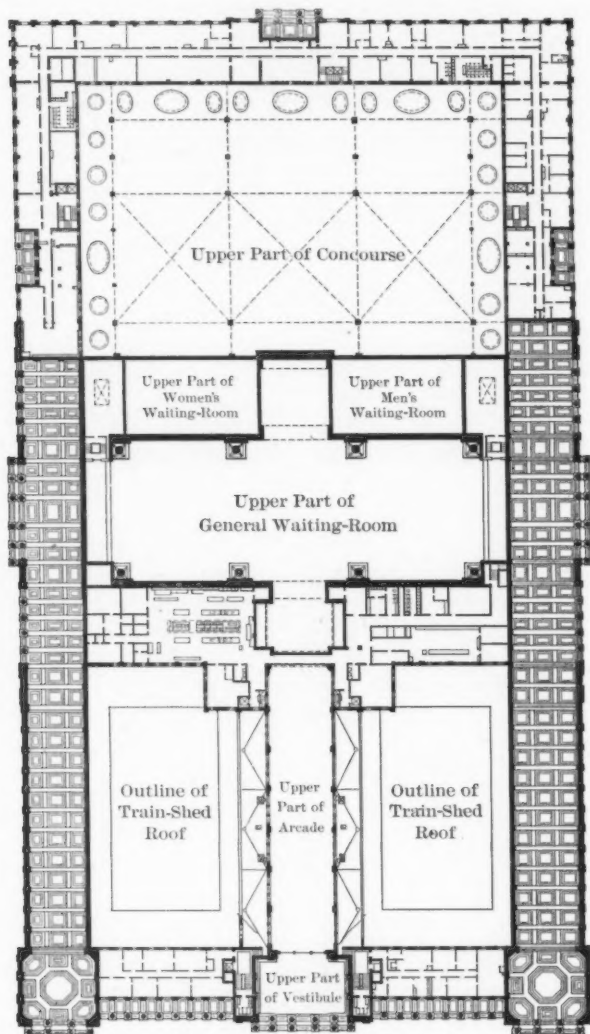 Upper Part of Concourse
Upper Part of
Women's
Waiting-Room
Upper Part of
Men's
Waiting-Room
Upper Part of
General Waiting-Room
Outline of
Train-Shed
Roof
Upper
Part of
Arcade
Outline of
Train-Shed
Roof
Upper Part
of Vestibule